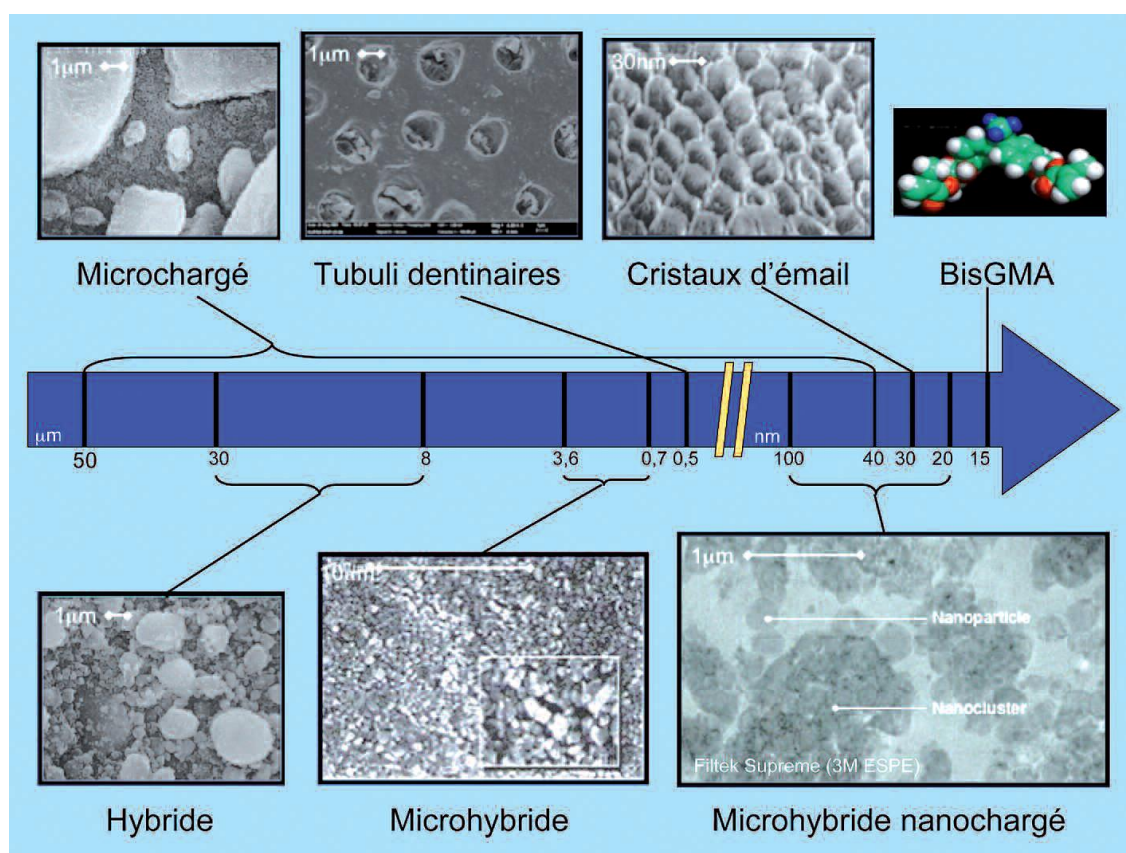 1μm
1μm
30nm
Microchargé
Tubuli dentinaires
Cristaux d'émail
BisGMA
μm
nm
50
30
8
3,6
0,7
0,5
100
40
30
20
15
1μm
10μm
1μm
Nanoparticle
Nanocluster
Filtek Supreme (3M ESPE)
Hybride
Microhybride
Microhybride nanochargé